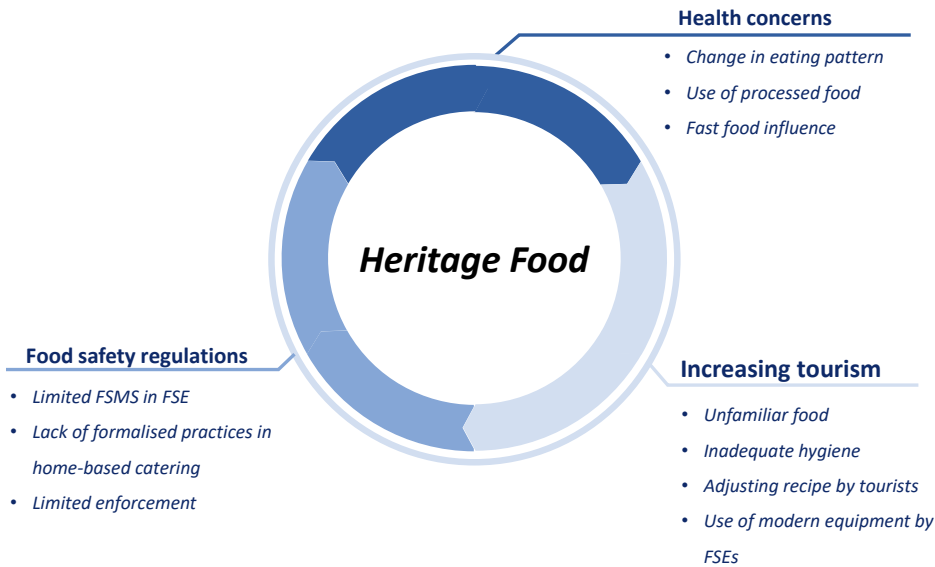 Health concerns
• Change in eating pattern
• Use of processed food
• Fast food influence
Heritage Food
Food safety regulations
• Limited FSMS in FSE
• Lack of formalised practices in
home-based catering
• Limited enforcement
Increasing tourism
• Unfamiliar food
• Inadequate hygiene
• Adjusting recipe by tourists
• Use of modern equipment by
FSEs